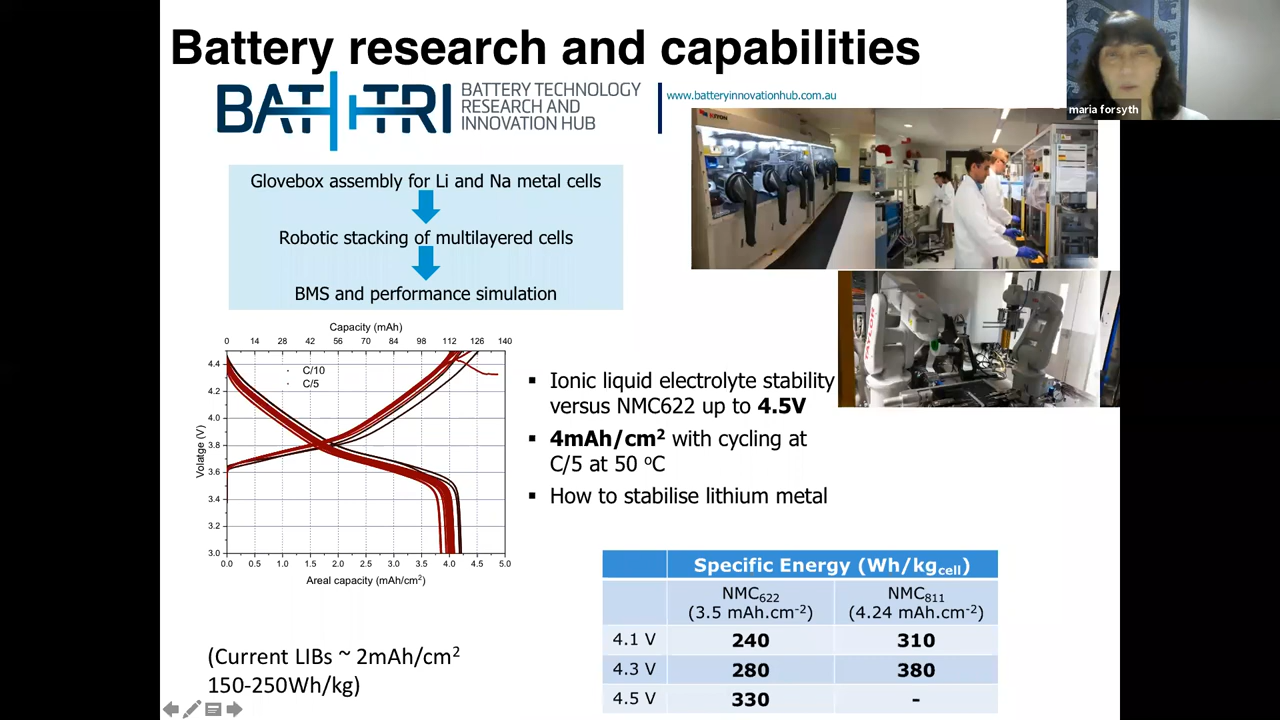 Battery research and capabilities
BAT-TRI
BATTERY TECHNOLOGY
RESEARCH AND
INNOVATION HUB
www.batteryinnovationhub.com.au
maria forsyth
Glovebox assembly for Li and Na metal cells
Robotic stacking of multilayered cells
BMS and performance simulation
Capacity (mAh)
0 14 28 42 56 70 84 98 112 126 140
4.4
4.2
4.0
3.8
3.6
3.4
3.2
3.0
Volatge (V)
C/10
C/5
0.0 0.5 1.0 1.5 2.0 2.5 3.0 3.5 4.0 4.5 5.0
Areal capacity (mAh/cm²)
▪ Ionic liquid electrolyte stability
versus NMC622 up to 4.5V
▪ 4mAh/cm² with cycling at
C/5 at 50 ºC
▪ How to stabilise lithium metal
Specific Energy (Wh/kgcell)
NMC622 NMC811
(3.5 mAh.cm⁻²) (4.24 mAh.cm⁻²)
4.1 V 240 310
4.3 V 280 380
4.5 V 330 -
(Current LIBs ~ 2mAh/cm²
150-250Wh/kg)